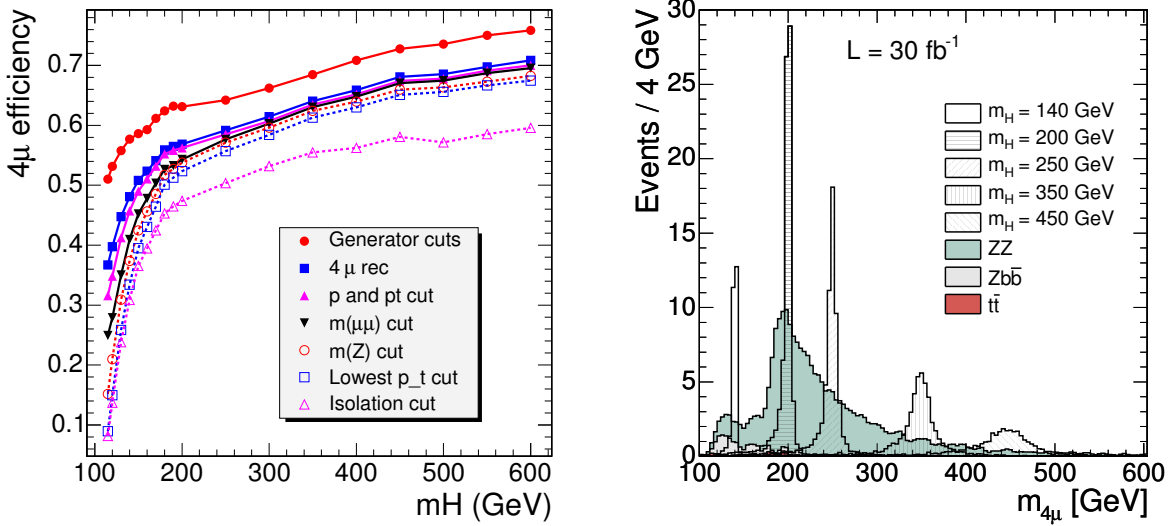 4μ efficiency
0.7
0.6
0.5
0.4
0.3
0.2
0.1
100 200 300 400 500 600
mH (GeV)
Generator cuts
4 μ rec
p and pt cut
m(μμ) cut
m(Z) cut
Lowest p_t cut
Isolation cut
Events / 4 GeV
30
25
20
15
10
5
0
100 200 300 400 500 600
m4μ [GeV]
L = 30 fb-1
mH = 140 GeV
mH = 200 GeV
mH = 250 GeV
mH = 350 GeV
mH = 450 GeV
ZZ
Zbb̄
tt̄